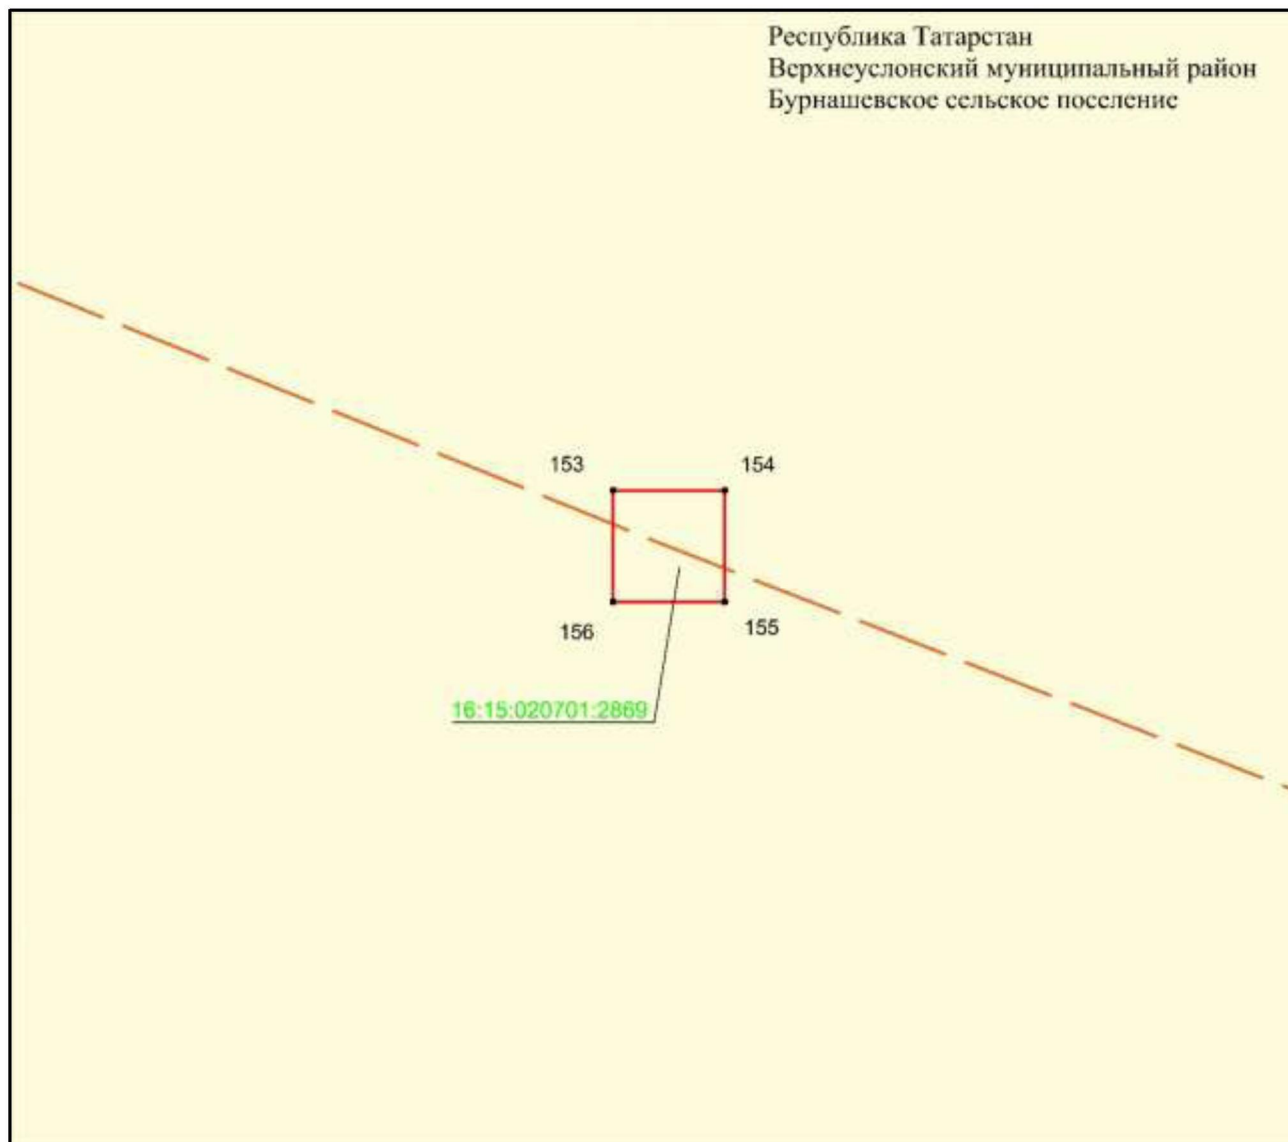 Республика Татарстан
Верхнеуслонский муниципальный район
Бурнашевское сельское поселение
153
154
156
155
16:15:020701:2869